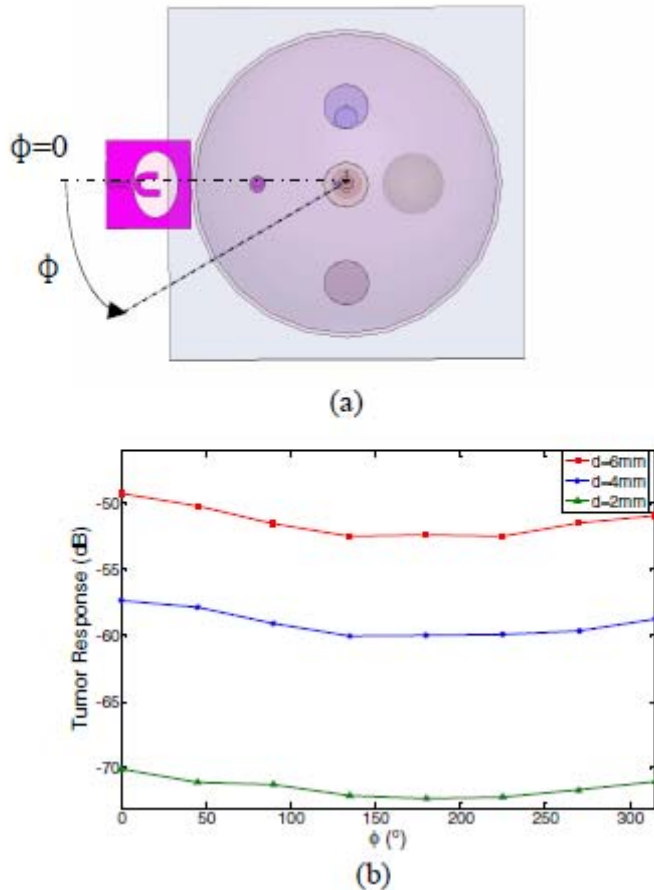 ϕ=0
ϕ
(a)
d=6mm
d=4mm
d=2mm
-50
-55
-60
-65
-70
Tumor Response (dB)
0 50 100 150 200 250 300
ϕ (°)
(b)